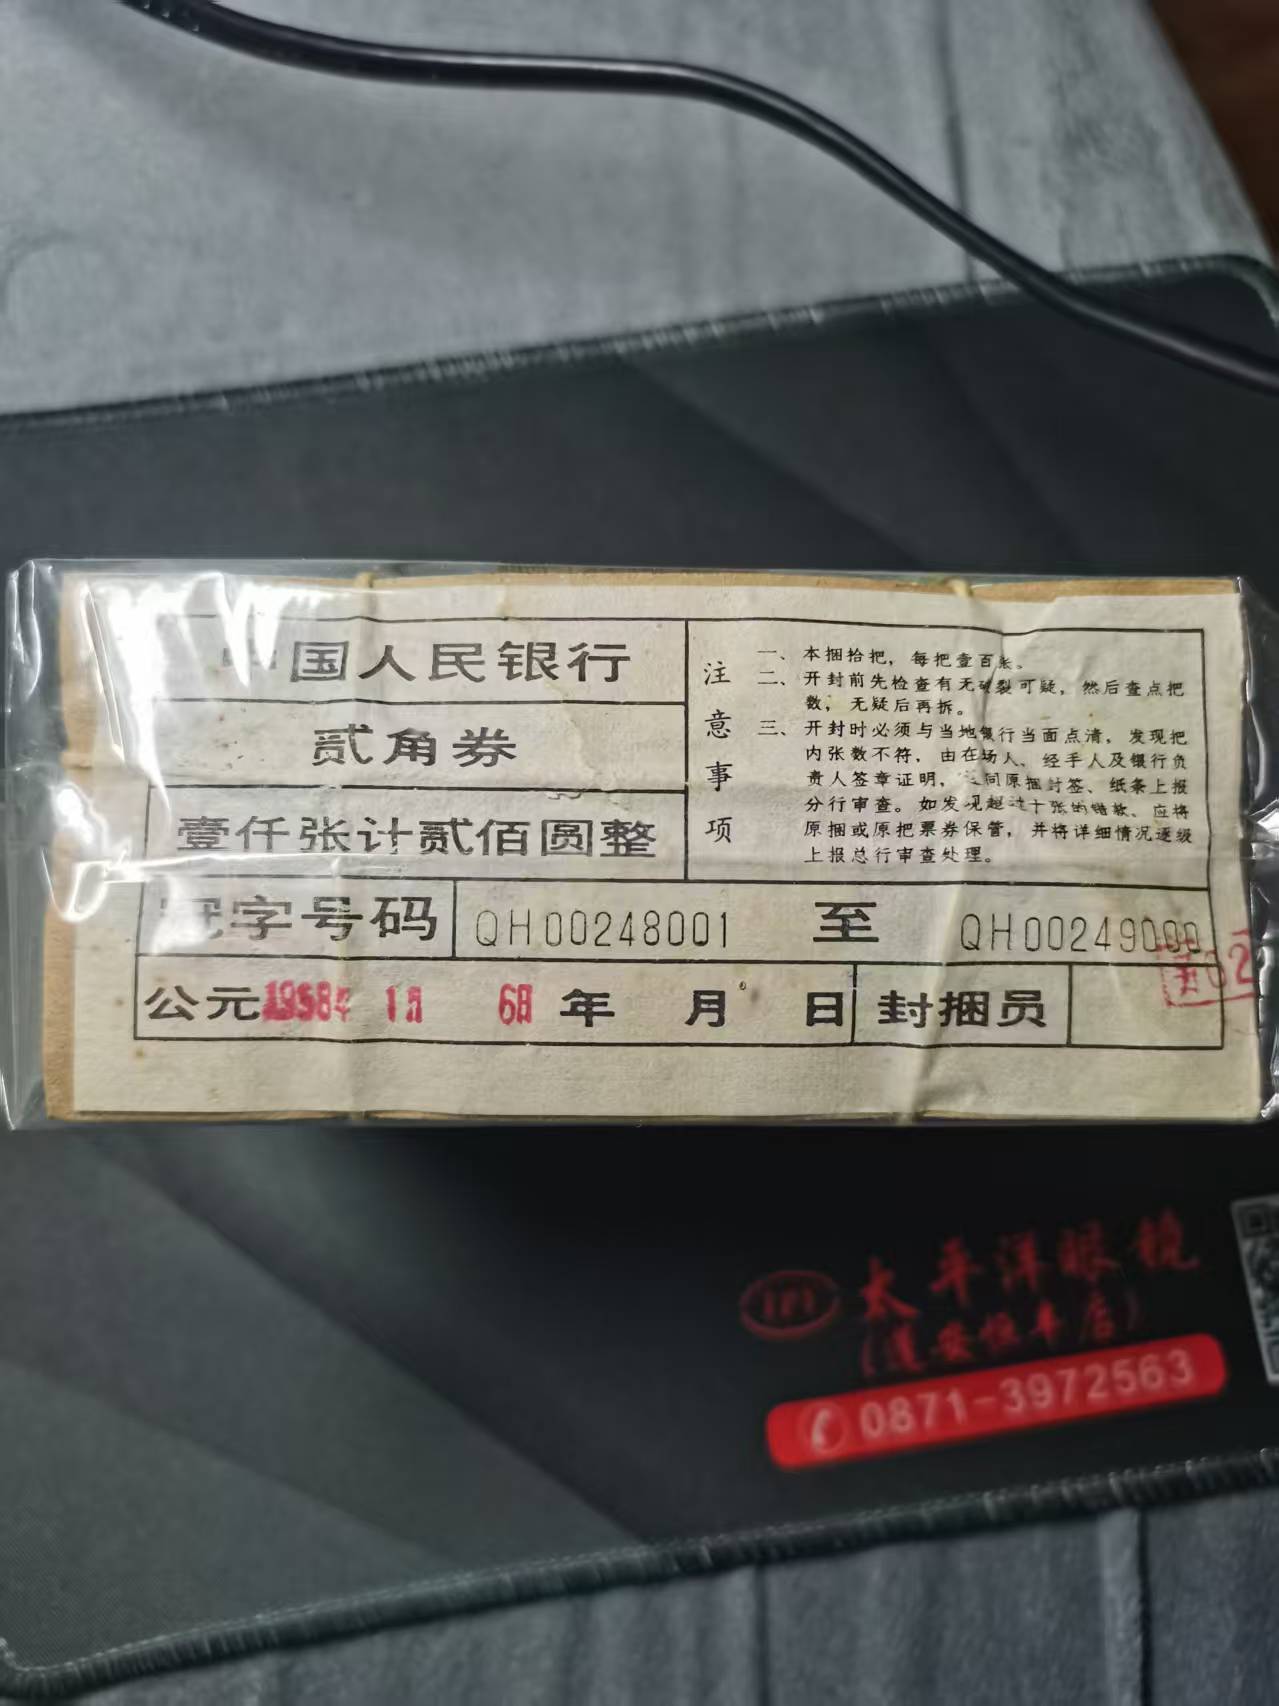 中国人民银行
贰角券
壹仟张计贰佰圆整
注意事项
一、本捆拾把，每把壹百张。
二、开封前先检查有无破裂可疑，然后查点把
数，无疑后再拆。
三、开封时必须与当地银行当面点清，发现把
内张数不符，由在场人、经手人及银行负
责人签章证明，同原捆封签、纸条上报
分行审查。如发现超过十张的错款、应将
原捆或原把票券保管，并将详细情况逐级
上报总行审查处理。
冠字号码 QH00248001 至 QH00249000
公元 1984 1月 6日 年 月 日 封捆员
02
太平洋眼镜
0871-3972563